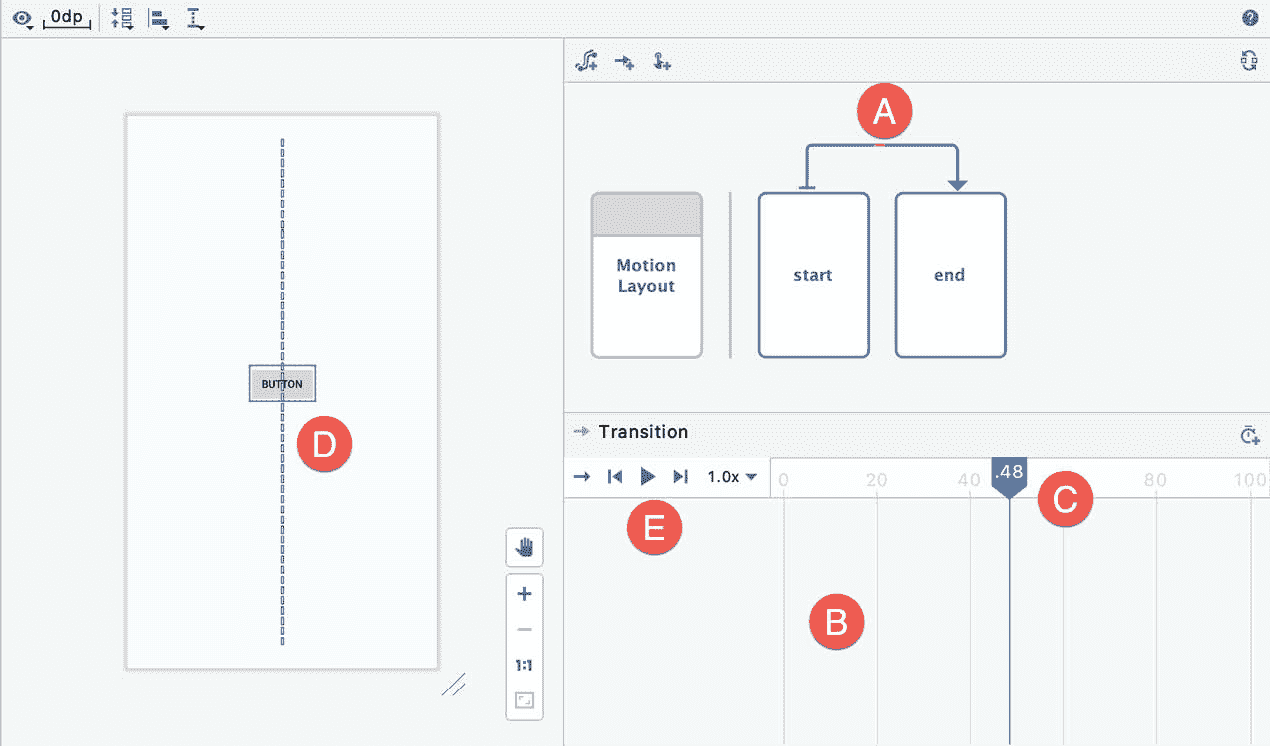 0dp
?
A
Motion
Layout
start
end
BUTTON
D
Transition
1.0x
0
20
40
.48
80
100
C
E
B
1:1